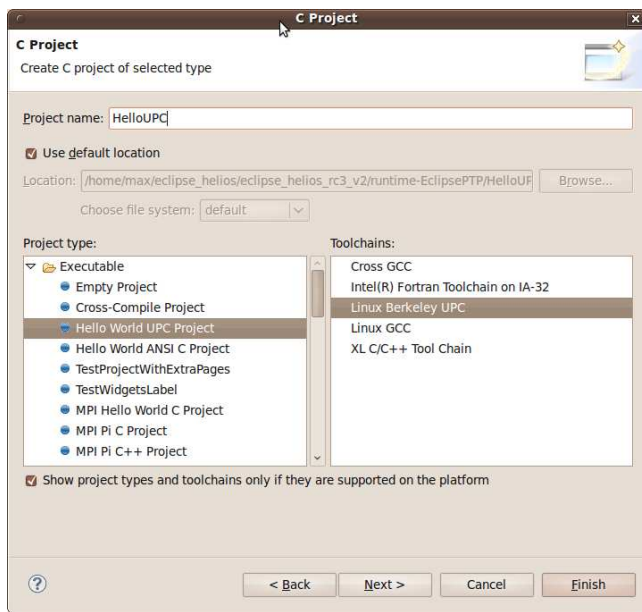 C Project
C Project
Create C project of selected type
Project name: HelloUPC
Use default location
Location: /home/max/eclipse_helios/eclipse_helios_rc3_v2/runtime-EclipsePTP/HelloUP Browse...
Choose file system: default
Project type: Toolchains:
Executable Cross GCC
Empty Project Intel(R) Fortran Toolchain on IA-32
Cross-Compile Project Linux Berkeley UPC
Hello World UPC Project Linux GCC
Hello World ANSI C Project XL C/C++ Tool Chain
TestProjectWithExtraPages
TestWidgetsLabel
MPI Hello World C Project
MPI Pi C Project
MPI Pi C++ Project
Show project types and toolchains only if they are supported on the platform
? < Back Next > Cancel Finish